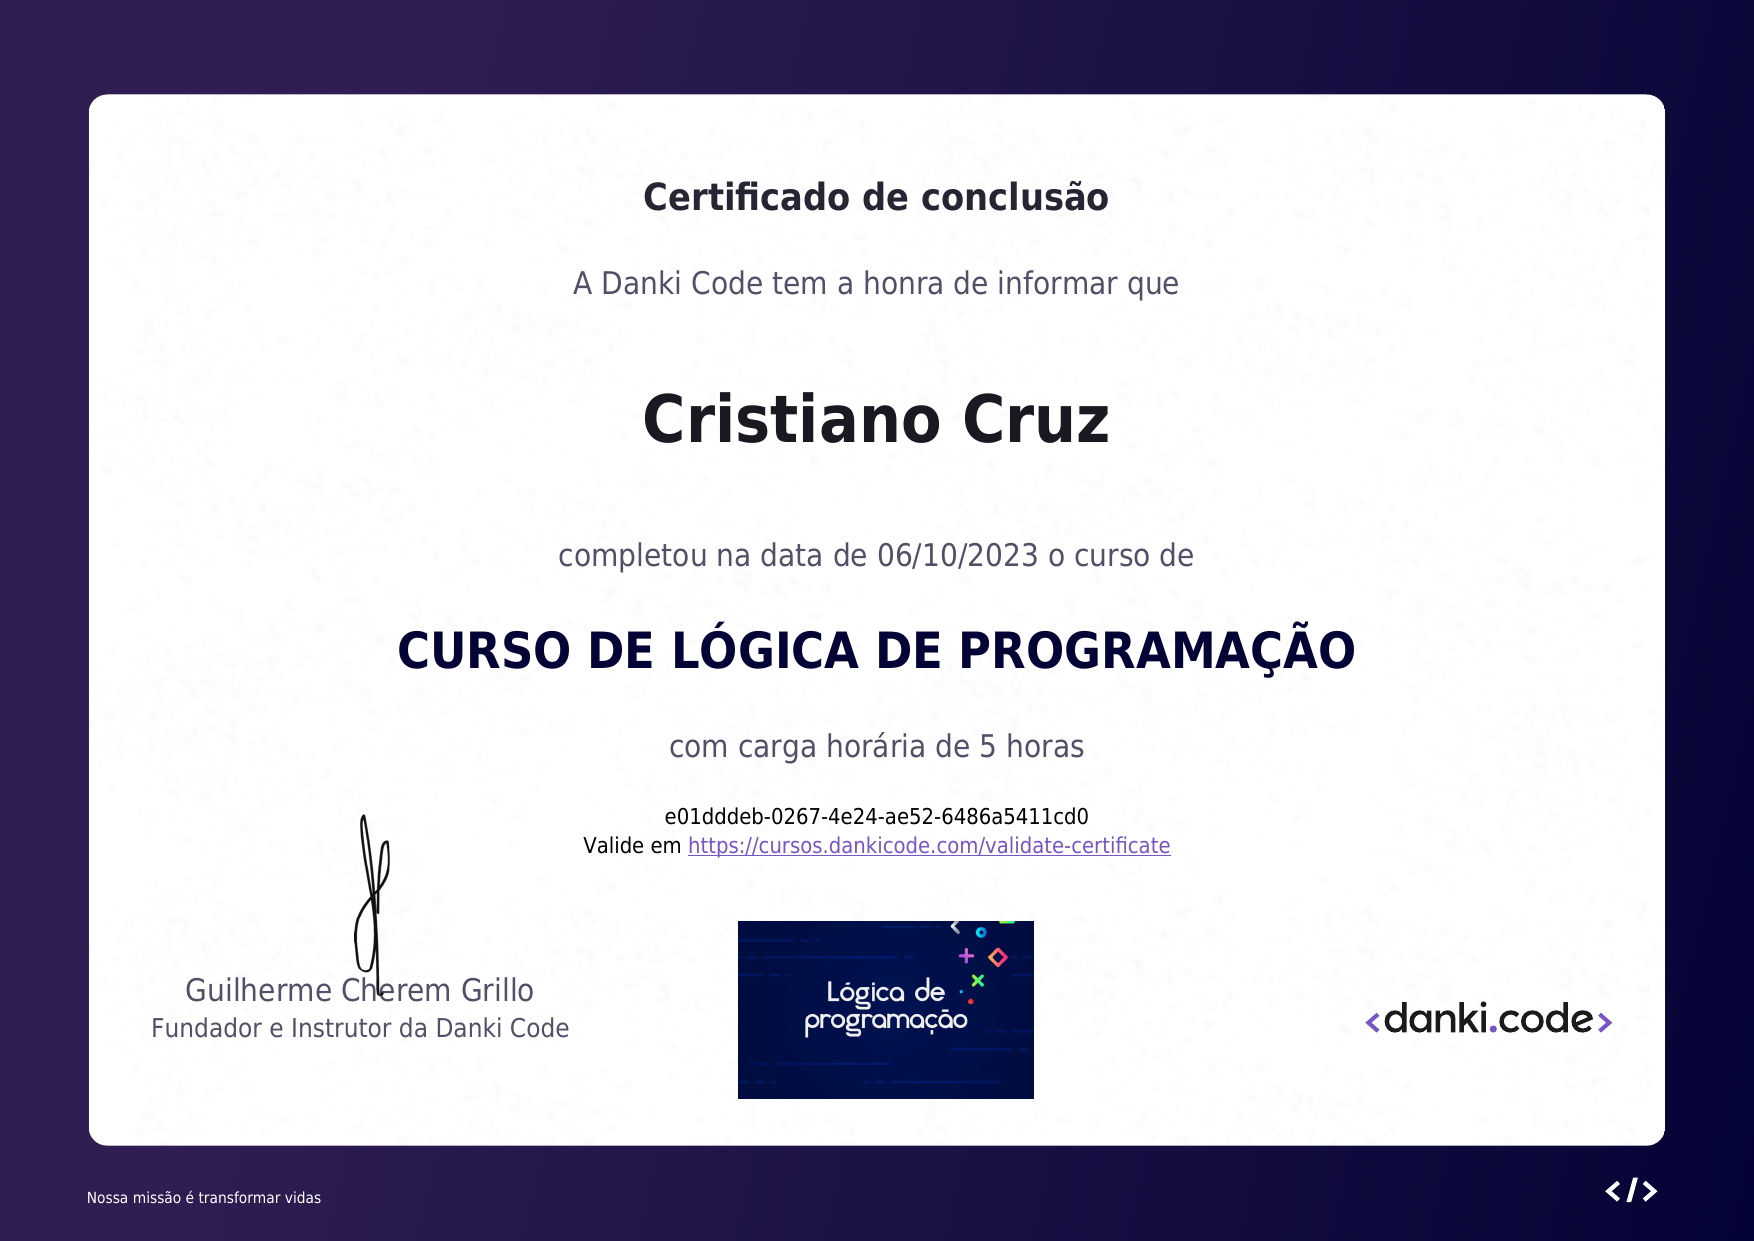 Certificado de conclusão
A Danki Code tem a honra de informar que
Cristiano Cruz
completou na data de 06/10/2023 o curso de
CURSO DE LÓGICA DE PROGRAMAÇÃO
com carga horária de 5 horas
e01dddeb-0267-4e24-ae52-6486a5411cd0
Valide em https://cursos.dankicode.com/validate-certificate
Guilherme Cherem Grillo
Fundador e Instrutor da Danki Code
Lógica de
programação
<danki.code>
Nossa missão é transformar vidas
</>